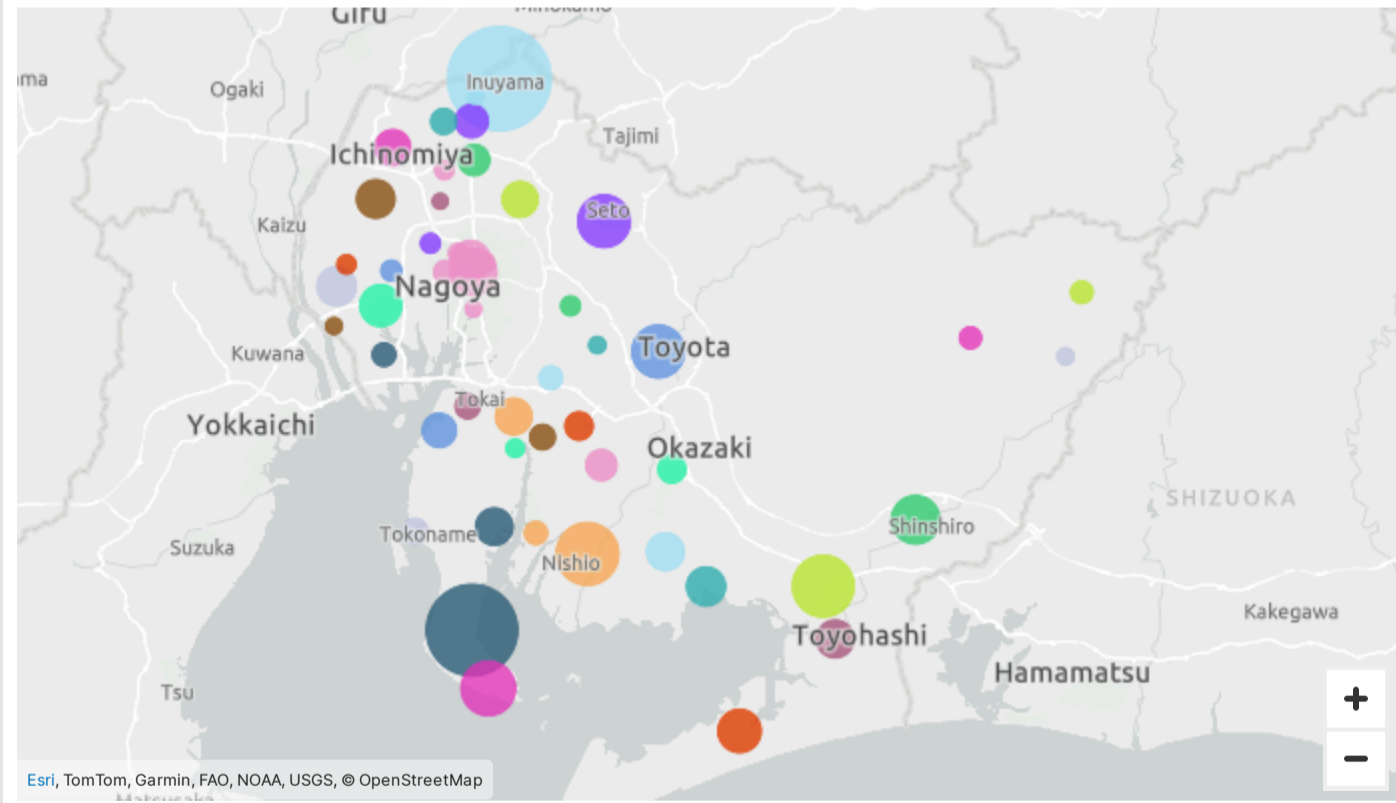 Gifu
Minokamo
ma
Ogaki
Inuyama
Tajimi
Ichinomiya
Seto
Kaizu
Nagoya
Kuwana
Toyota
Tokai
Yokkaichi
Okazaki
SHIZUOKA
Tokoname
Shinshiro
Suzuka
Nishio
Kakegawa
Toyohashi
Hamamatsu
Tsu
+
−
Esri, TomTom, Garmin, FAO, NOAA, USGS, © OpenStreetMap
Matsusaka